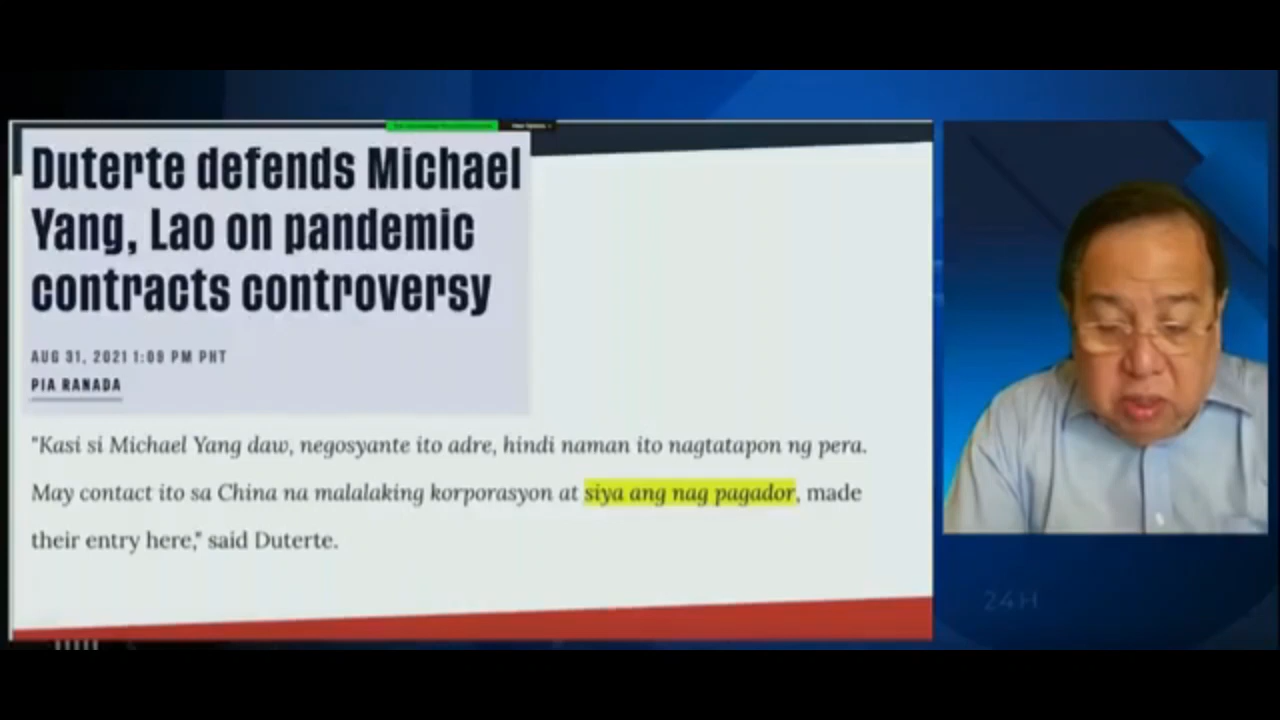 Duterte defends Michael
Yang, Lao on pandemic
contracts controversy
AUG 31, 2021 1:09 PM PHT
PIA RANADA
"Kasi si Michael Yang daw, negosyante ito adre, hindi naman ito nagtatapon ng pera.
May contact ito sa China na malalaking korporasyon at siya ang nag pagador, made
their entry here," said Duterte.
24H